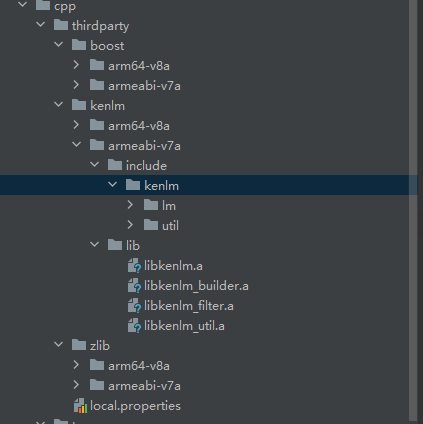 cpp
thirdparty
boost
arm64-v8a
armeabi-v7a
kenlm
arm64-v8a
armeabi-v7a
include
kenlm
lm
util
lib
libkenlm.a
libkenlm_builder.a
libkenlm_filter.a
libkenlm_util.a
zlib
arm64-v8a
armeabi-v7a
local.properties